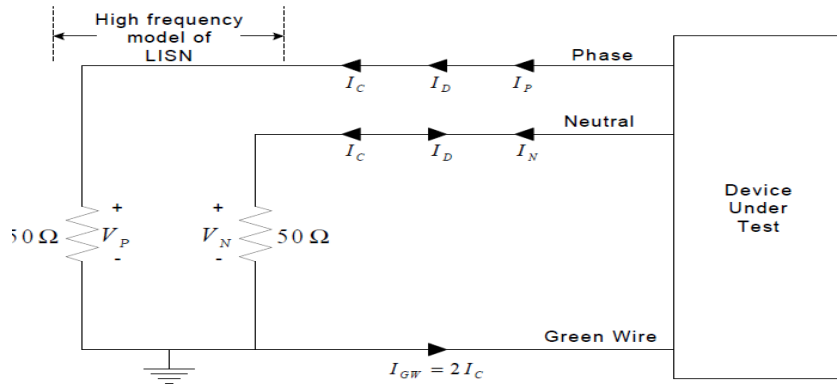 High frequency
model of
LISN
Phase
I_C I_D I_P
Neutral
I_C I_D I_N
Device
Under
Test
+ +
50 Ω V_P V_N 50 Ω
- -
Green Wire
I_GW = 2 I_C